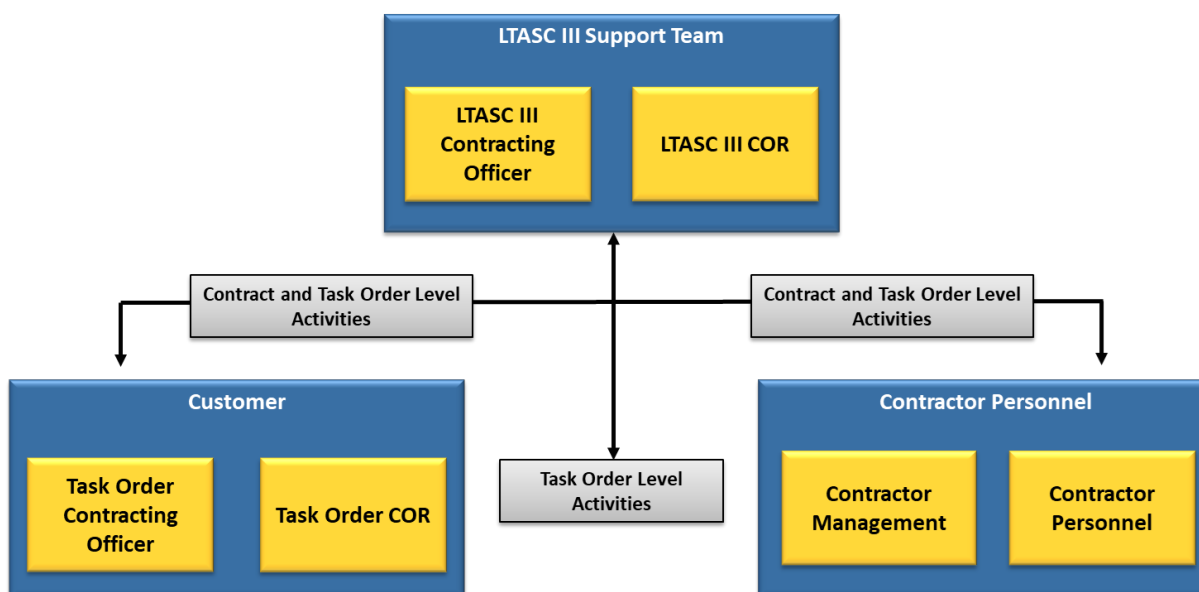 LTASC III Support Team
LTASC III
Contracting
Officer
LTASC III COR
Contract and Task Order Level
Activities
Contract and Task Order Level
Activities
Customer
Task Order
Contracting
Officer
Task Order COR
Task Order Level
Activities
Contractor Personnel
Contractor
Management
Contractor
Personnel